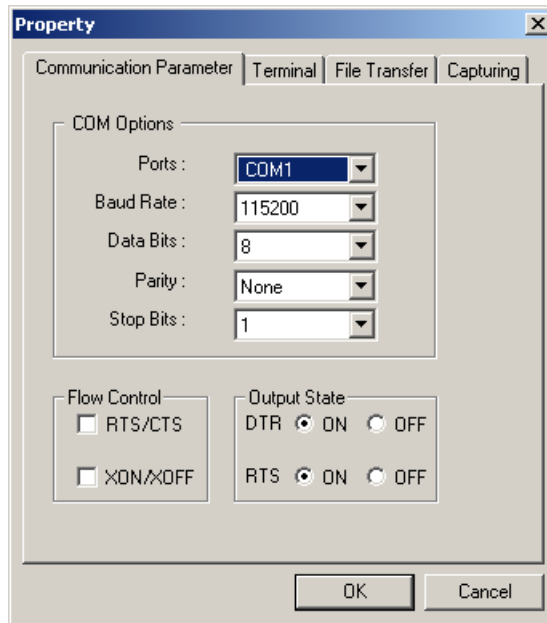 Property
Communication Parameter Terminal File Transfer Capturing
COM Options
Ports : COM1
Baud Rate : 115200
Data Bits : 8
Parity : None
Stop Bits : 1
Flow Control Output State
RTS/CTS DTR ON OFF
XON/XOFF RTS ON OFF
OK Cancel